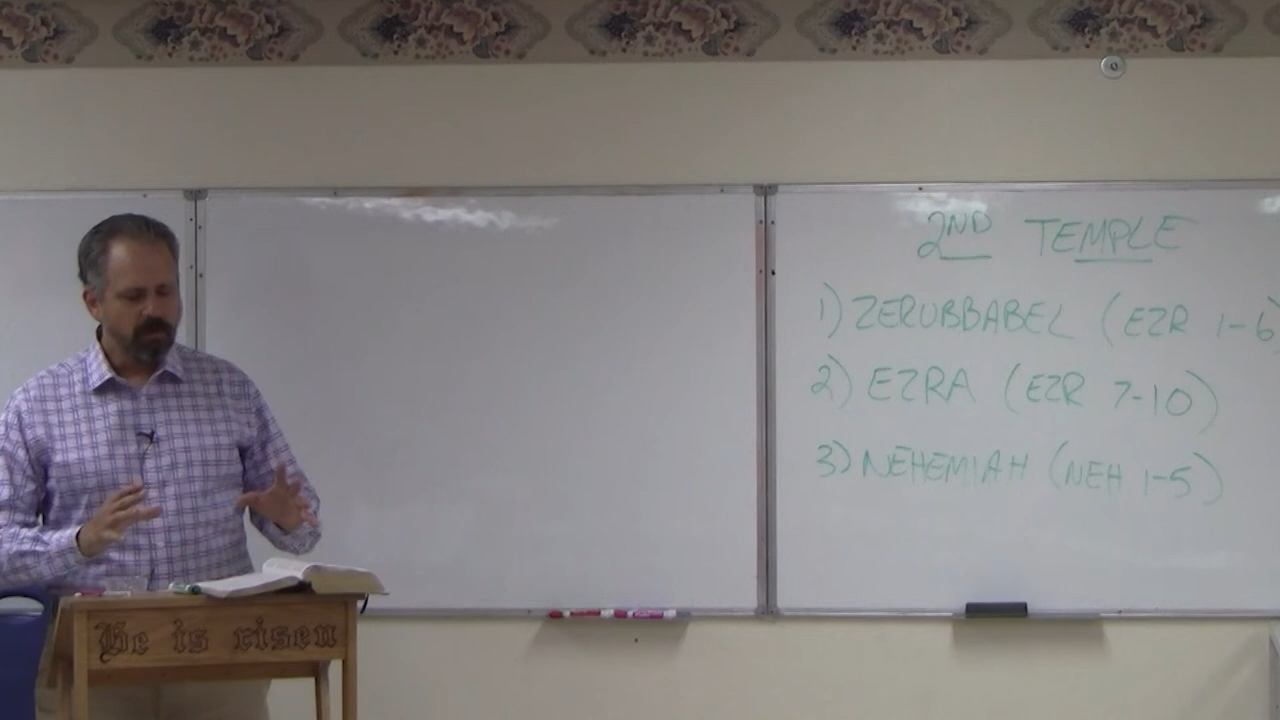 2ND TEMPLE
1) ZERUBBABEL (EZR 1-6)
2) EZRA (EZR 7-10)
3) NEHEMIAH (NEH 1-5)
He is risen